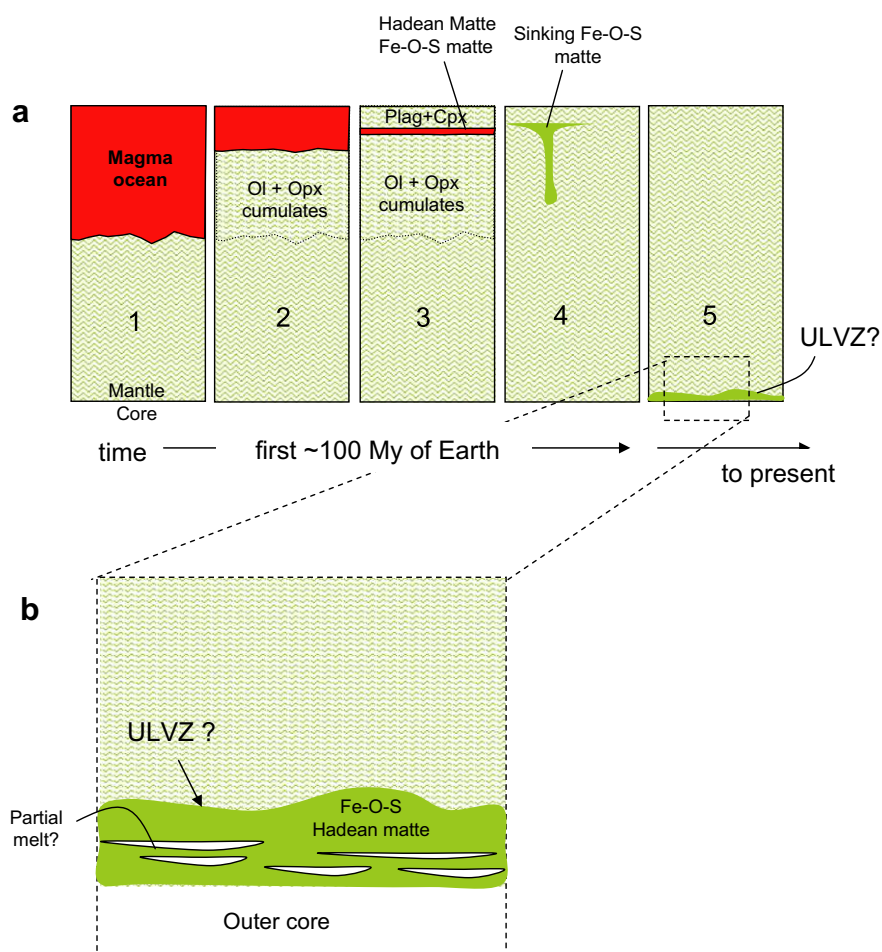 Hadean Matte
Fe-O-S matte
Sinking Fe-O-S
matte
a
Magma
ocean
Ol + Opx
cumulates
Plag+Cpx
Ol + Opx
cumulates
1
2
3
4
5
ULVZ?
Mantle
Core
time
first ~100 My of Earth
to present
b
ULVZ ?
Partial
melt?
Fe-O-S
Hadean matte
Outer core